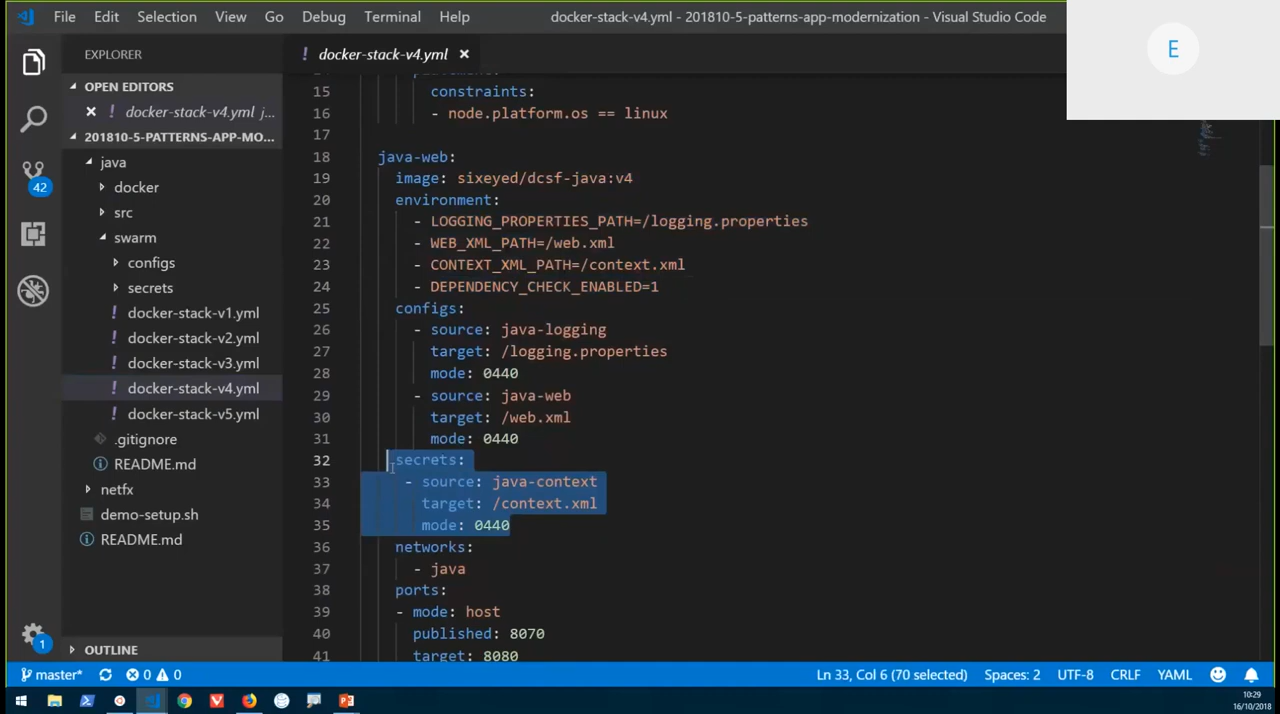 File Edit Selection View Go Debug Terminal Help
docker-stack-v4.yml - 201810-5-patterns-app-modernization - Visual Studio Code
E
EXPLORER
OPEN EDITORS
docker-stack-v4.yml j...
201810-5-PATTERNS-APP-MO...
java
docker
src
swarm
configs
secrets
docker-stack-v1.yml
docker-stack-v2.yml
docker-stack-v3.yml
docker-stack-v4.yml
docker-stack-v5.yml
.gitignore
README.md
netfx
demo-setup.sh
README.md
OUTLINE
42
1
docker-stack-v4.yml
15 constraints:
16 - node.platform.os == linux
17
18 java-web:
19 image: sixeyed/dcsf-java:v4
20 environment:
21 - LOGGING_PROPERTIES_PATH=/logging.properties
22 - WEB_XML_PATH=/web.xml
23 - CONTEXT_XML_PATH=/context.xml
24 - DEPENDENCY_CHECK_ENABLED=1
25 configs:
26 - source: java-logging
27 target: /logging.properties
28 mode: 0440
29 - source: java-web
30 target: /web.xml
31 mode: 0440
32 secrets:
33 - source: java-context
34 target: /context.xml
35 mode: 0440
36 networks:
37 - java
38 ports:
39 - mode: host
40 published: 8070
41 target: 8080
master* 0 0
Ln 33, Col 6 (70 selected) Spaces: 2 UTF-8 CRLF YAML
10:29
16/10/2018